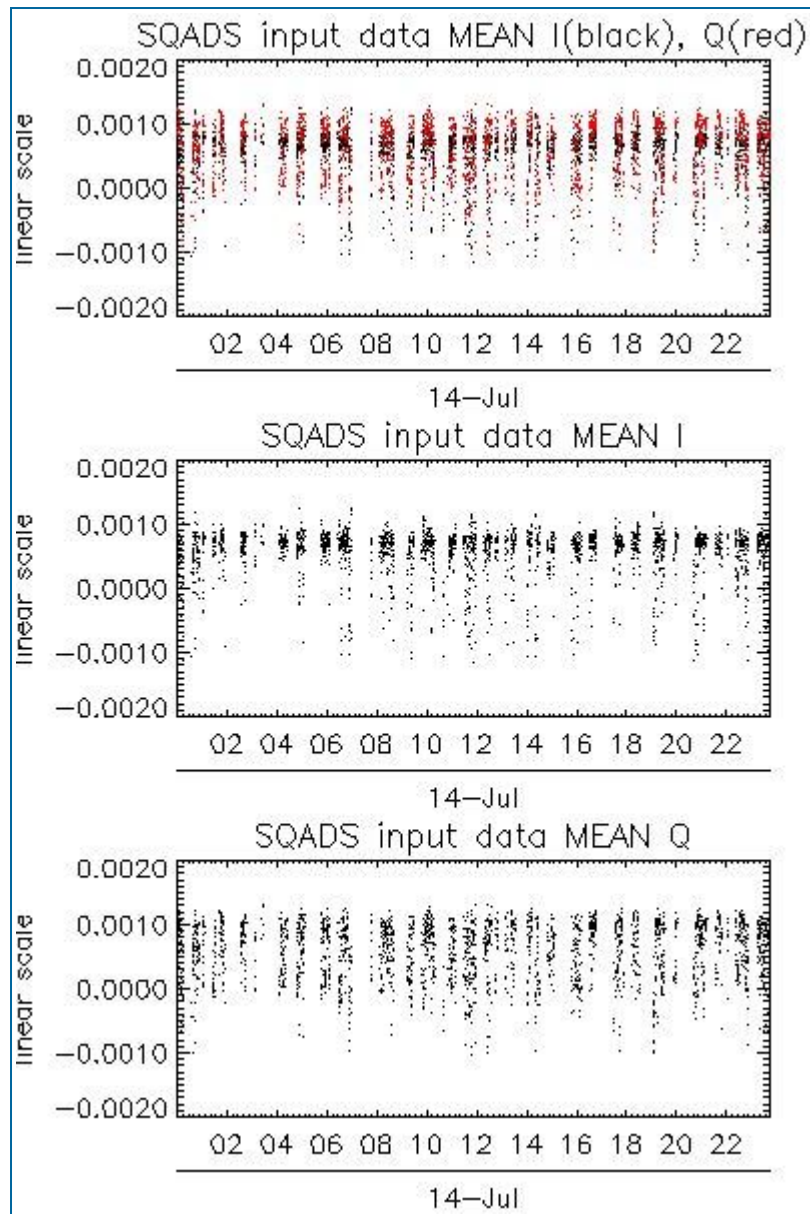 SQADS input data MEAN I(black), Q(red)
0.0020
0.0010
0.0000
−0.0010
−0.0020
linear scale
02 04 06 08 10 12 14 16 18 20 22
14−Jul
SQADS input data MEAN I
0.0020
0.0010
0.0000
−0.0010
−0.0020
linear scale
02 04 06 08 10 12 14 16 18 20 22
14−Jul
SQADS input data MEAN Q
0.0020
0.0010
0.0000
−0.0010
−0.0020
linear scale
02 04 06 08 10 12 14 16 18 20 22
14−Jul